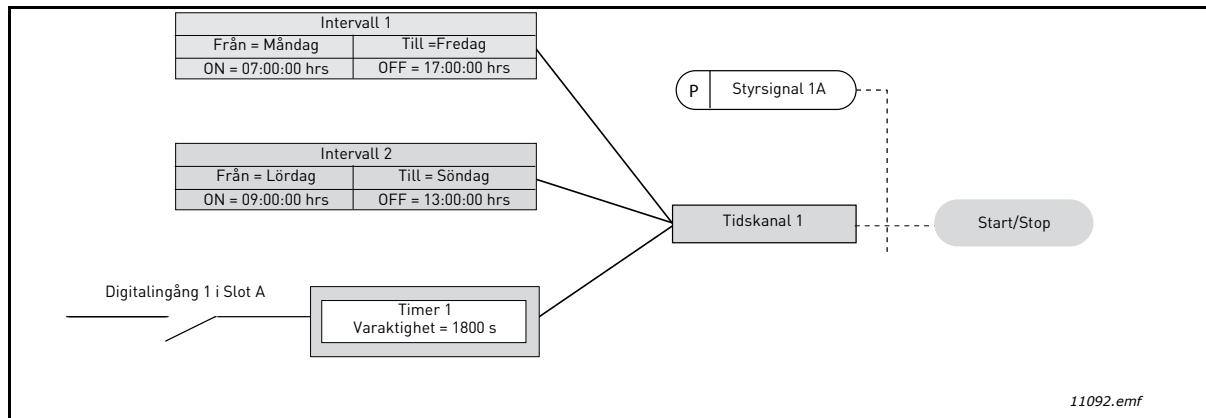 Intervall 1
Från = Måndag
Till =Fredag
ON = 07:00:00 hrs
OFF = 17:00:00 hrs
P
Styrsignal 1A
Intervall 2
Från = Lördag
Till = Söndag
ON = 09:00:00 hrs
OFF = 13:00:00 hrs
Tidskanal 1
Start/Stop
Digitalingång 1 i Slot A
Timer 1
Varaktighet = 1800 s
11092.emf